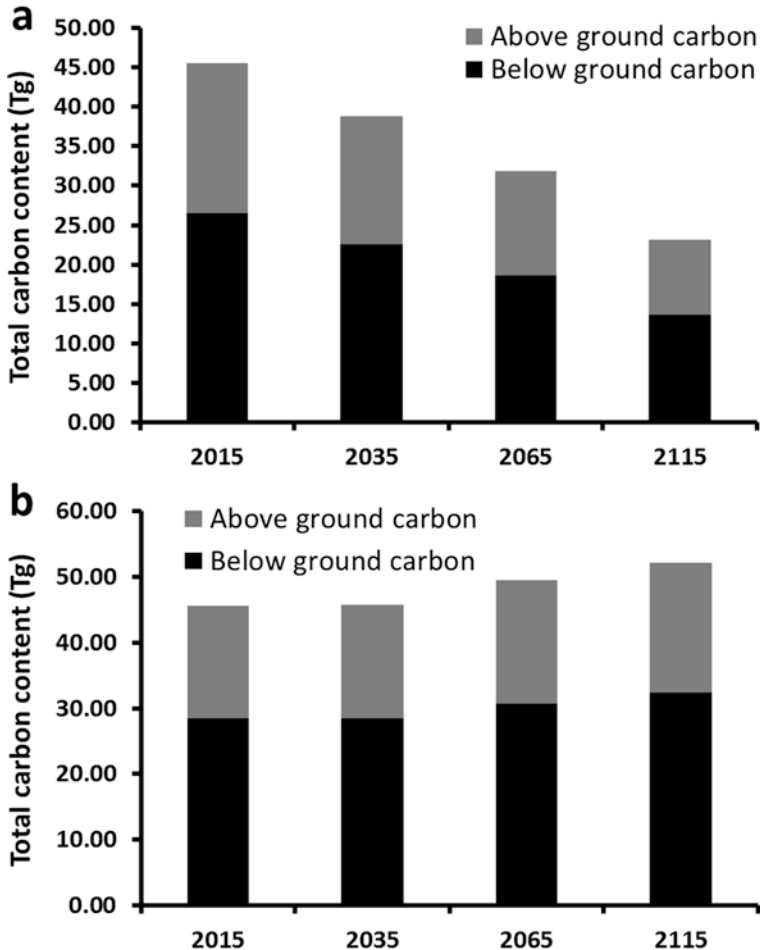 a
Above ground carbon
Below ground carbon
Total carbon content (Tg)
50.00
45.00
40.00
35.00
30.00
25.00
20.00
15.00
10.00
5.00
0.00
2015 2035 2065 2115
b
Above ground carbon
Below ground carbon
Total carbon content (Tg)
60.00
50.00
40.00
30.00
20.00
10.00
0.00
2015 2035 2065 2115